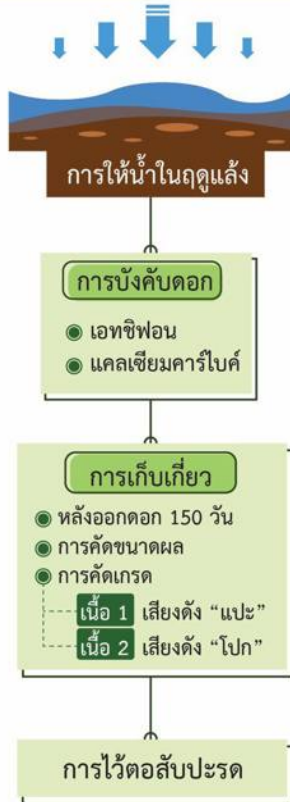 การให้น้ำในฤดูแล้ง
การบังคับดอก
เอทชิฟอน
แคลเซียมคาร์ไบค์
การเก็บเกี่ยว
หลังออกดอก 150 วัน
การคัดขนาดผล
การคัดเกรด
เนื้อ 1 เสียงดัง “แปะ”
เนื้อ 2 เสียงดัง “โปก”
การไว้ตอสับปะรด